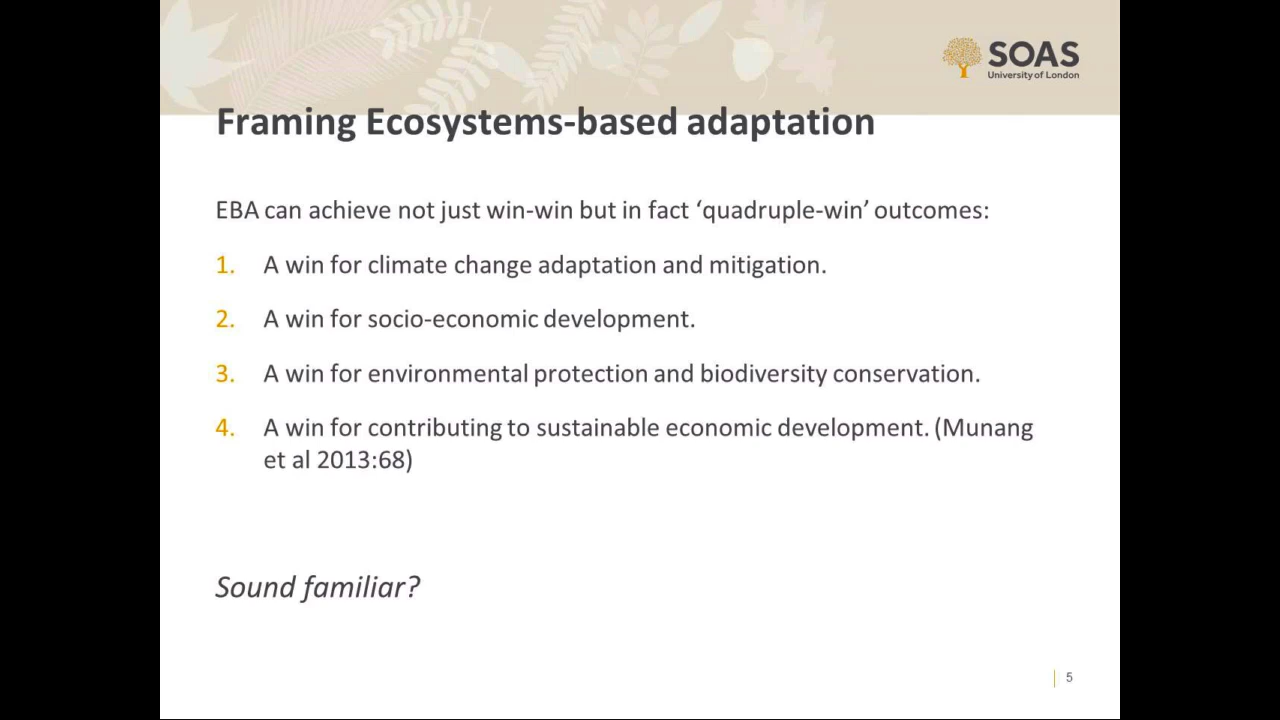 SOAS
University of London
Framing Ecosystems-based adaptation
EBA can achieve not just win-win but in fact ‘quadruple-win’ outcomes:
1. A win for climate change adaptation and mitigation.
2. A win for socio-economic development.
3. A win for environmental protection and biodiversity conservation.
4. A win for contributing to sustainable economic development. (Munang
et al 2013:68)
Sound familiar?
5